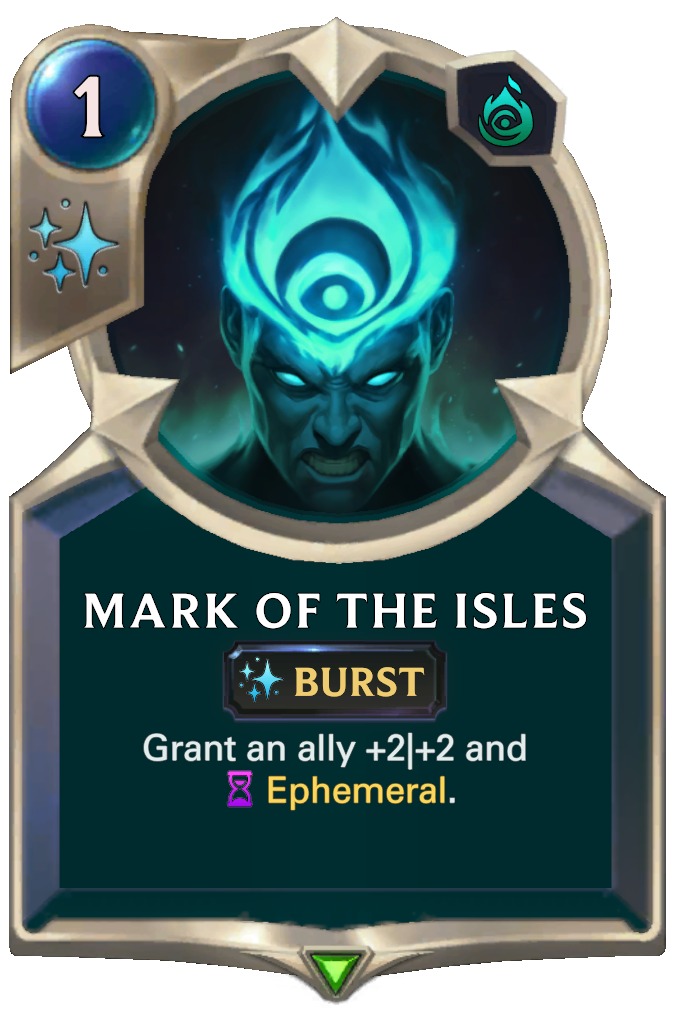 1
MARK OF THE ISLES
BURST
Grant an ally +2|+2 and
Ephemeral.